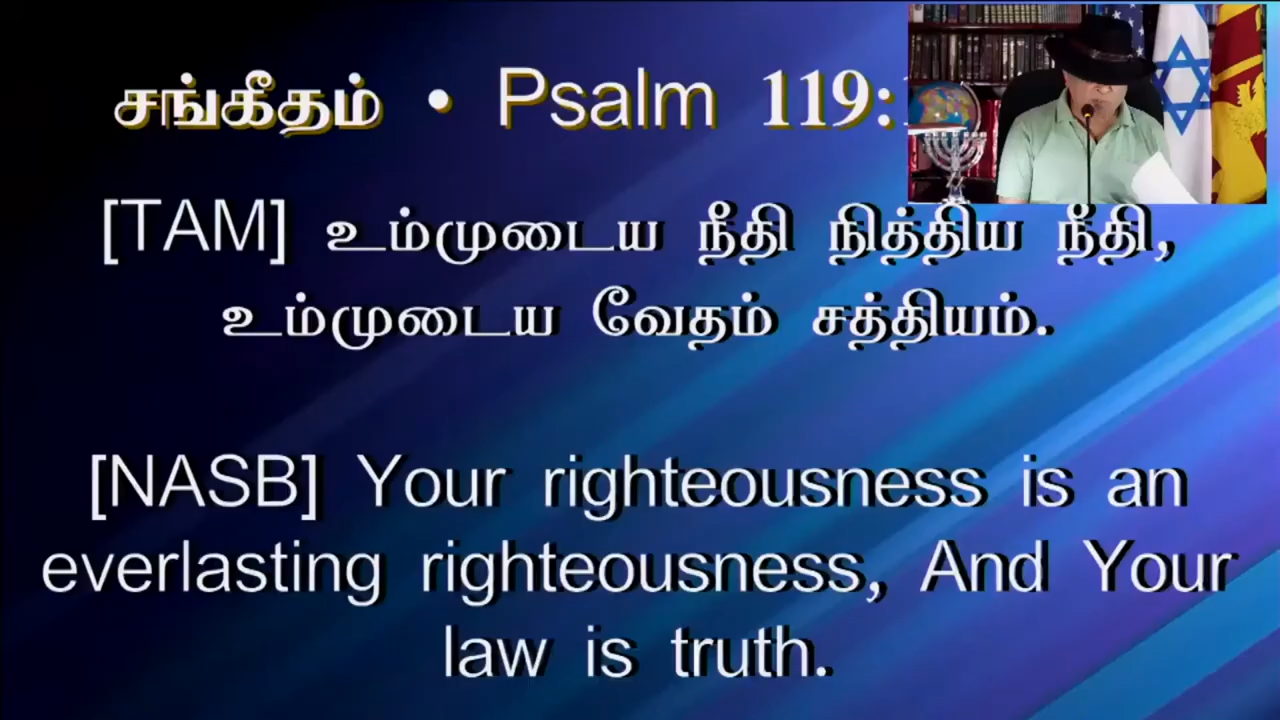 சங்கீதம் • Psalm 119:
[TAM] உம்முடைய நீதி நித்திய நீதி,
உம்முடைய வேதம் சத்தியம்.
[NASB] Your righteousness is an
everlasting righteousness, And Your
law is truth.